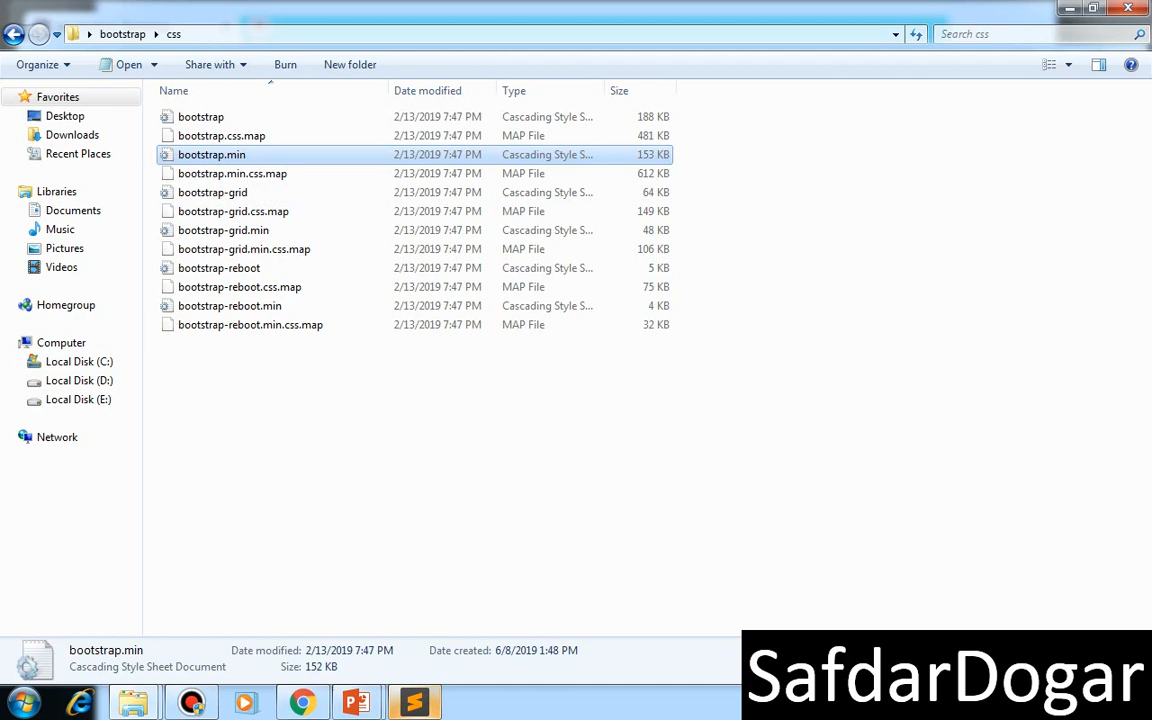 bootstrap css
Search css
Organize Open Share with Burn New folder
Name Date modified Type Size
Favorites
Desktop
Downloads
Recent Places
Libraries
Documents
Music
Pictures
Videos
Homegroup
Computer
Local Disk (C:)
Local Disk (D:)
Local Disk (E:)
Network
bootstrap 2/13/2019 7:47 PM Cascading Style S... 188 KB
bootstrap.css.map 2/13/2019 7:47 PM MAP File 481 KB
bootstrap.min 2/13/2019 7:47 PM Cascading Style S... 153 KB
bootstrap.min.css.map 2/13/2019 7:47 PM MAP File 612 KB
bootstrap-grid 2/13/2019 7:47 PM Cascading Style S... 64 KB
bootstrap-grid.css.map 2/13/2019 7:47 PM MAP File 149 KB
bootstrap-grid.min 2/13/2019 7:47 PM Cascading Style S... 48 KB
bootstrap-grid.min.css.map 2/13/2019 7:47 PM MAP File 106 KB
bootstrap-reboot 2/13/2019 7:47 PM Cascading Style S... 5 KB
bootstrap-reboot.css.map 2/13/2019 7:47 PM MAP File 75 KB
bootstrap-reboot.min 2/13/2019 7:47 PM Cascading Style S... 4 KB
bootstrap-reboot.min.css.map 2/13/2019 7:47 PM MAP File 32 KB
bootstrap.min Date modified: 2/13/2019 7:47 PM Date created: 6/8/2019 1:48 PM
Cascading Style Sheet Document Size: 152 KB
SafdarDogar